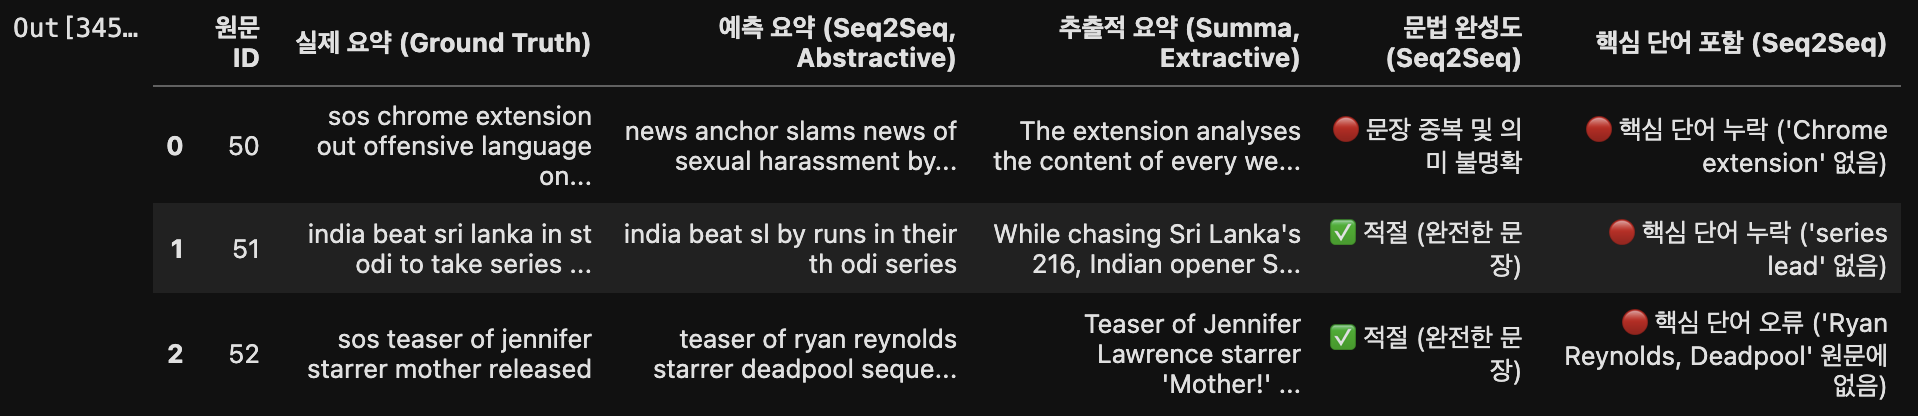 Out[345…
원문 ID
실제 요약 (Ground Truth)
예측 요약 (Seq2Seq, Abstractive)
추출적 요약 (Summa, Extractive)
문법 완성도 (Seq2Seq)
핵심 단어 포함 (Seq2Seq)
0
50
sos chrome extension
out offensive language
on...
news anchor slams news of
sexual harassment by...
The extension analyses
the content of every we...
🔴 문장 중복 및 의
미 불명확
🔴 핵심 단어 누락 ('Chrome
extension' 없음)
1
51
india beat sri lanka in st
odi to take series ...
india beat sl by runs in their
th odi series
While chasing Sri Lanka's
216, Indian opener S...
✅ 적절 (완전한 문
장)
🔴 핵심 단어 누락 ('series
lead' 없음)
2
52
sos teaser of jennifer
starrer mother released
teaser of ryan reynolds
starrer deadpool seque...
Teaser of Jennifer
Lawrence starrer
'Mother!' ...
✅ 적절 (완전한 문
장)
🔴 핵심 단어 오류 ('Ryan
Reynolds, Deadpool' 원문에
없음)